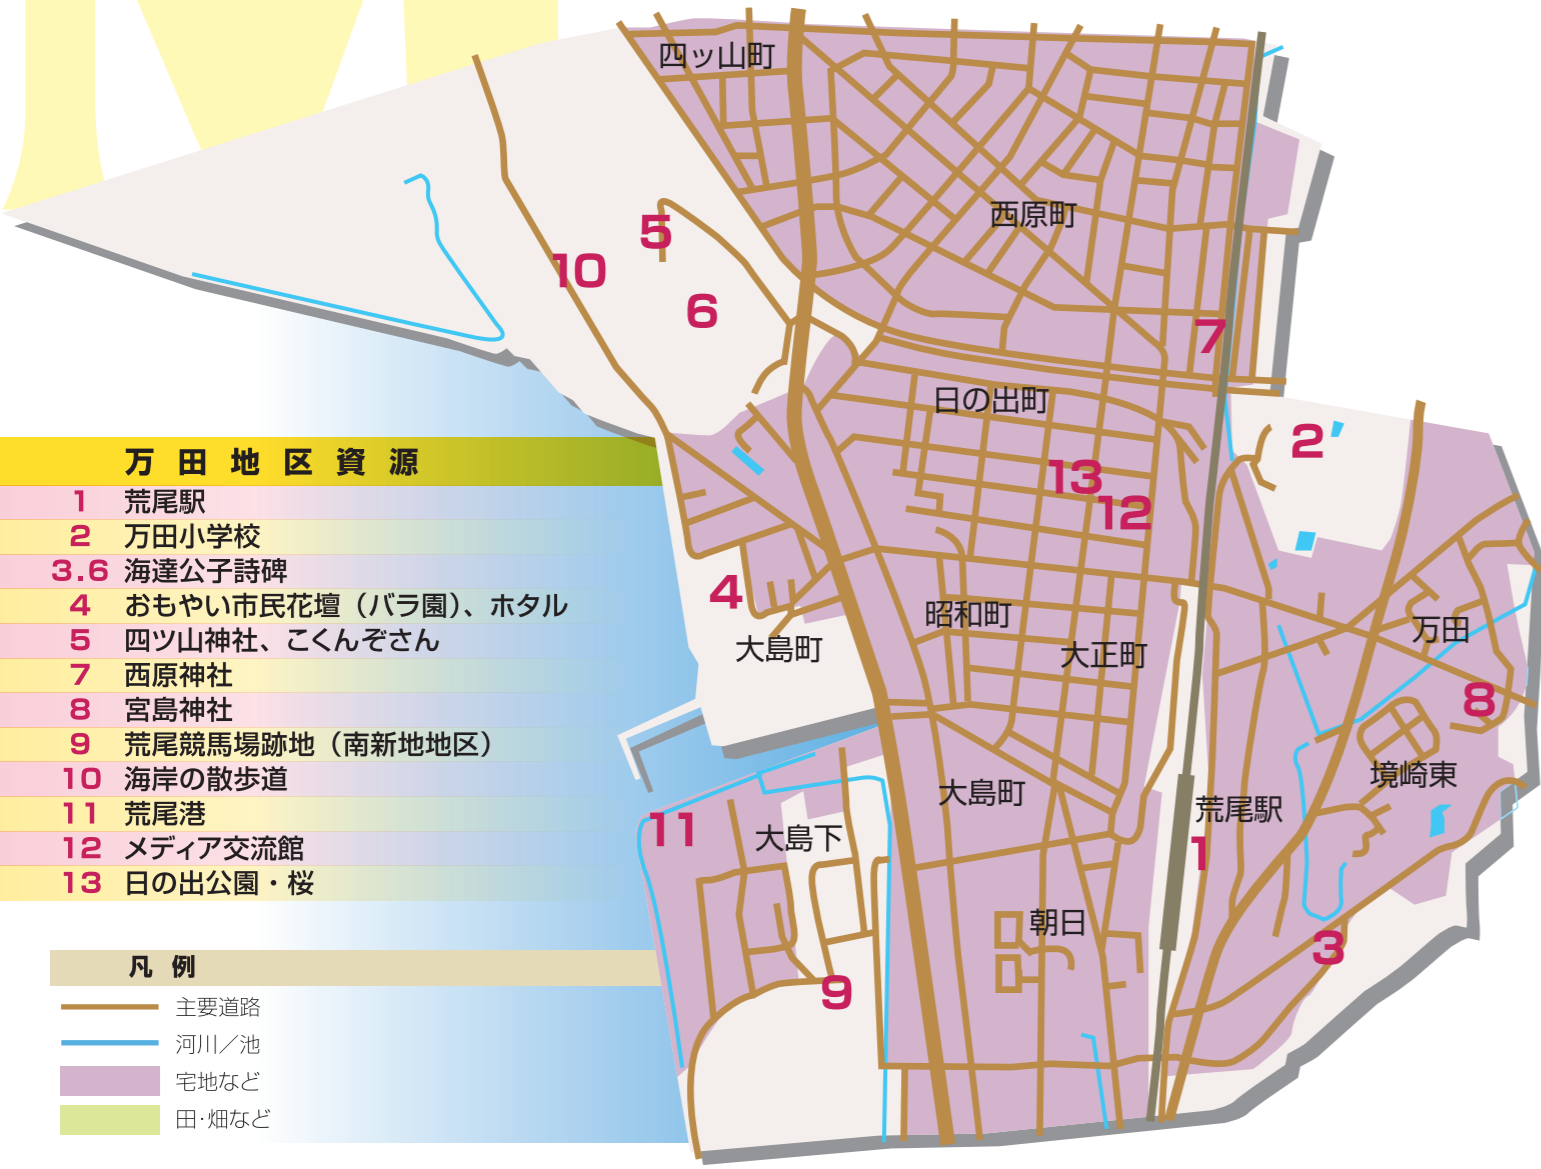 四ッ山町
西原町
5
10
6
7
日の出町
2
13
12
万田地区資源
1 荒尾駅
2 万田小学校
3.6 海達公子詩碑
4 おもやい市民花壇（バラ園）、ホタル
5 四ツ山神社、こくんぞさん
7 西原神社
8 宮島神社
9 荒尾競馬場跡地（南新地地区）
10 海岸の散歩道
11 荒尾港
12 メディア交流館
13 日の出公園・桜
4
大島町
昭和町
大正町
万田
8
境崎東
大島町
荒尾駅
1
11
大島下
朝日
3
9
凡例
主要道路
河川／池
宅地など
田・畑など